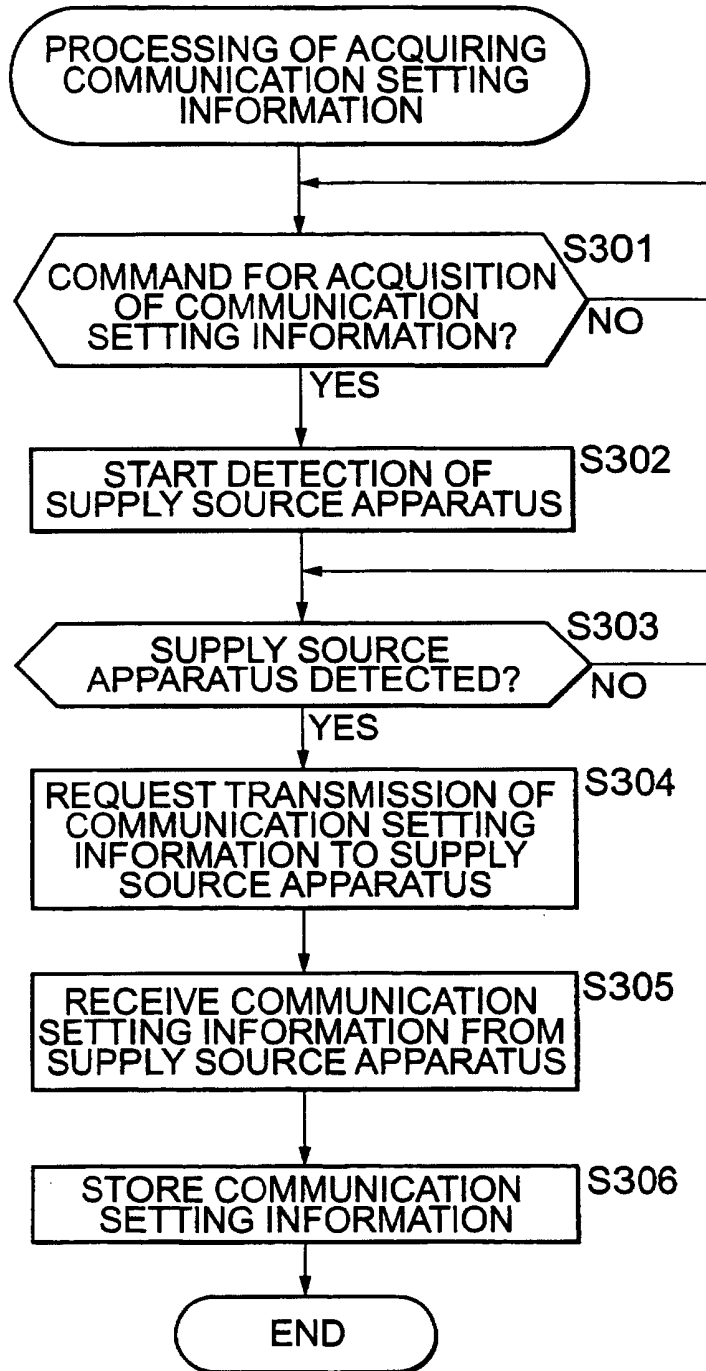 PROCESSING OF ACQUIRING
COMMUNICATION SETTING
INFORMATION
S301
COMMAND FOR ACQUISITION
OF COMMUNICATION
SETTING INFORMATION?
NO
YES
S302
START DETECTION OF
SUPPLY SOURCE APPARATUS
S303
SUPPLY SOURCE
APPARATUS DETECTED?
NO
YES
S304
REQUEST TRANSMISSION OF
COMMUNICATION SETTING
INFORMATION TO SUPPLY
SOURCE APPARATUS
S305
RECEIVE COMMUNICATION
SETTING INFORMATION FROM
SUPPLY SOURCE APPARATUS
S306
STORE COMMUNICATION
SETTING INFORMATION
END